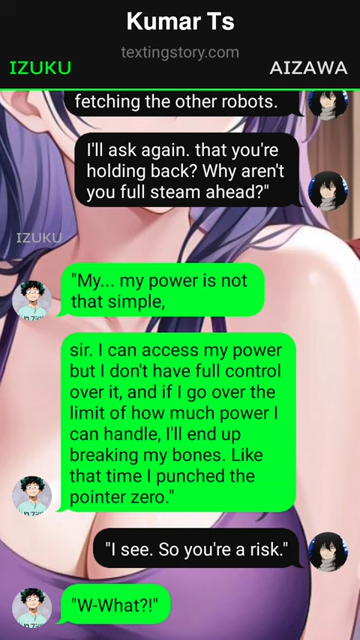 Kumar Ts
textingstory.com
IZUKU
AIZAWA
fetching the other robots.
I'll ask again. that you're
holding back? Why aren't
you full steam ahead?"
IZUKU
"My... my power is not
that simple,
sir. I can access my power
but I don't have full control
over it, and if I go over the
limit of how much power I
can handle, I'll end up
breaking my bones. Like
that time I punched the
pointer zero."
"I see. So you're a risk."
"W-What?!"